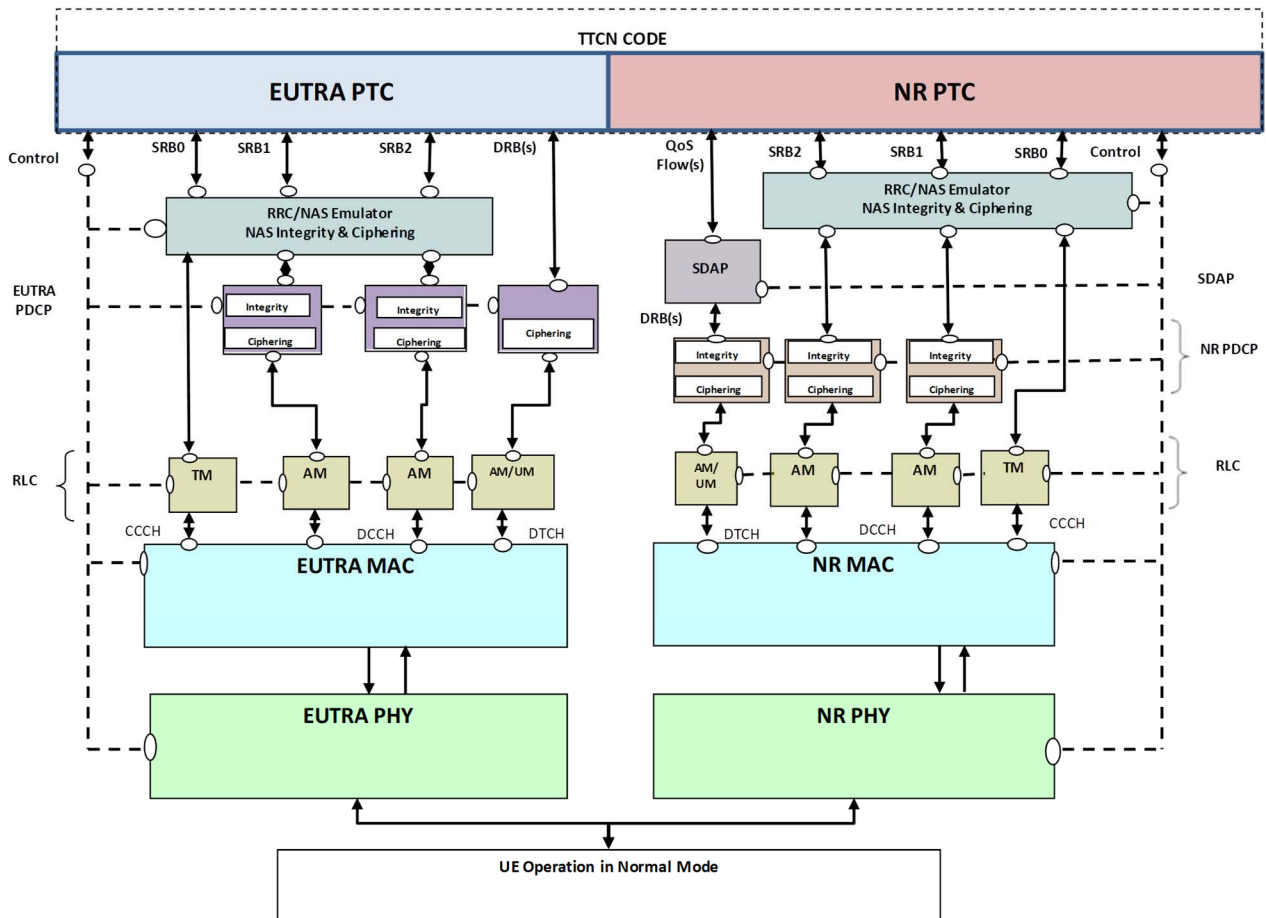 TTCN CODE
EUTRA PTC
NR PTC
Control
SRB0
SRB1
SRB2
DRB(s)
QoS
Flow(s)
SRB2
SRB1
SRB0
Control
RRC/NAS Emulator
NAS Integrity & Ciphering
RRC/NAS Emulator
NAS Integrity & Ciphering
SDAP
SDAP
EUTRA
PDCP
Integrity
Ciphering
Integrity
Ciphering
Ciphering
DRB(s)
Integrity
Ciphering
Integrity
Ciphering
Integrity
Ciphering
NR PDCP
RLC
TM
AM
AM
AM/UM
AM/
UM
AM
AM
TM
RLC
CCCH
DCCH
DTCH
DTCH
DCCH
CCCH
EUTRA MAC
NR MAC
EUTRA PHY
NR PHY
UE Operation in Normal Mode